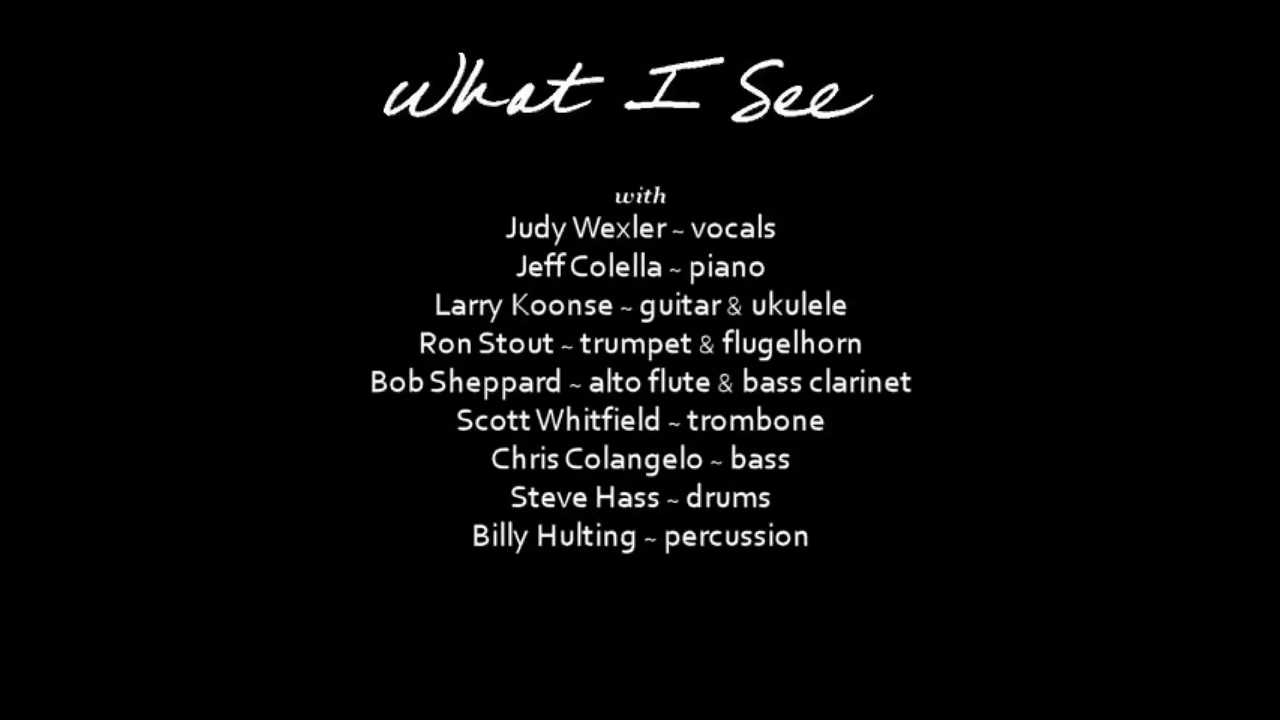 What I See
with
Judy Wexler ~ vocals
Jeff Colella ~ piano
Larry Koonse ~ guitar & ukulele
Ron Stout ~ trumpet & flugelhorn
Bob Sheppard ~ alto flute & bass clarinet
Scott Whitfield ~ trombone
Chris Colangelo ~ bass
Steve Hass ~ drums
Billy Hulting ~ percussion